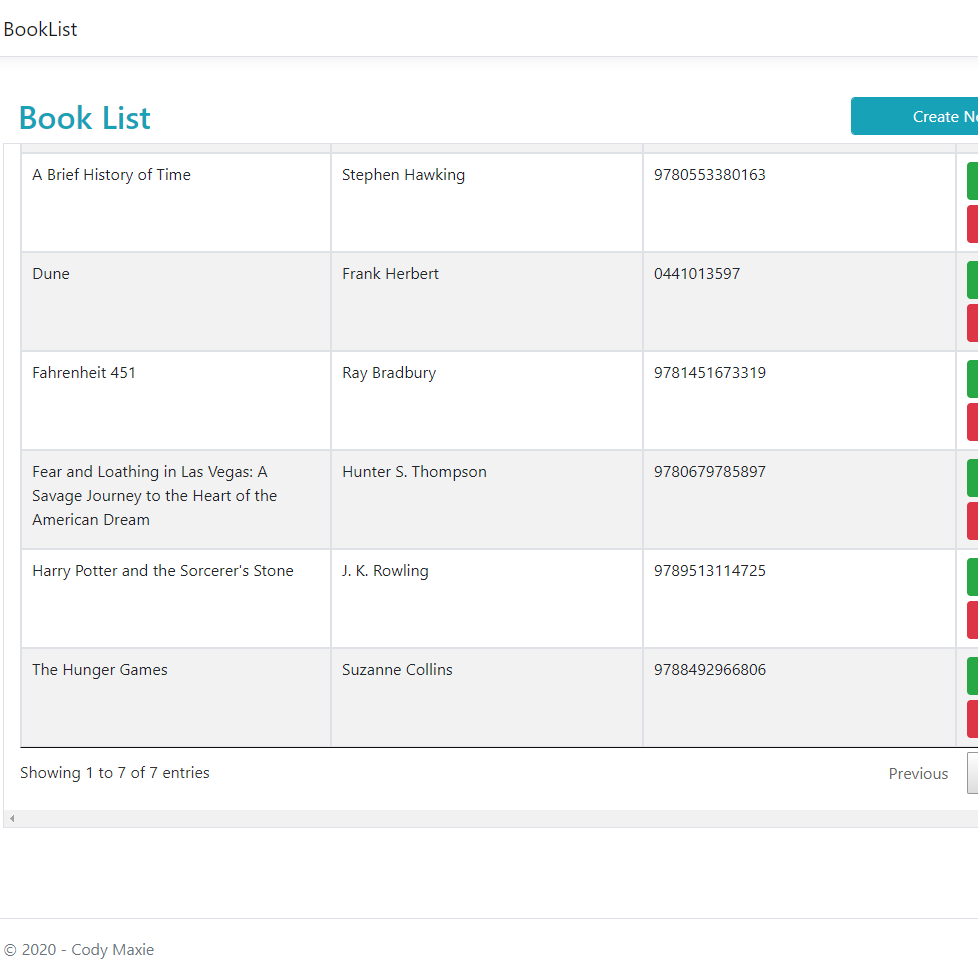 BookList
Book List
Create
A Brief History of Time
Stephen Hawking
9780553380163
Dune
Frank Herbert
0441013597
Fahrenheit 451
Ray Bradbury
9781451673319
Fear and Loathing in Las Vegas: A
Savage Journey to the Heart of the
American Dream
Hunter S. Thompson
9780679785897
Harry Potter and the Sorcerer's Stone
J. K. Rowling
9789513114725
The Hunger Games
Suzanne Collins
9788492966806
Showing 1 to 7 of 7 entries
Previous
© 2020 - Cody Maxie